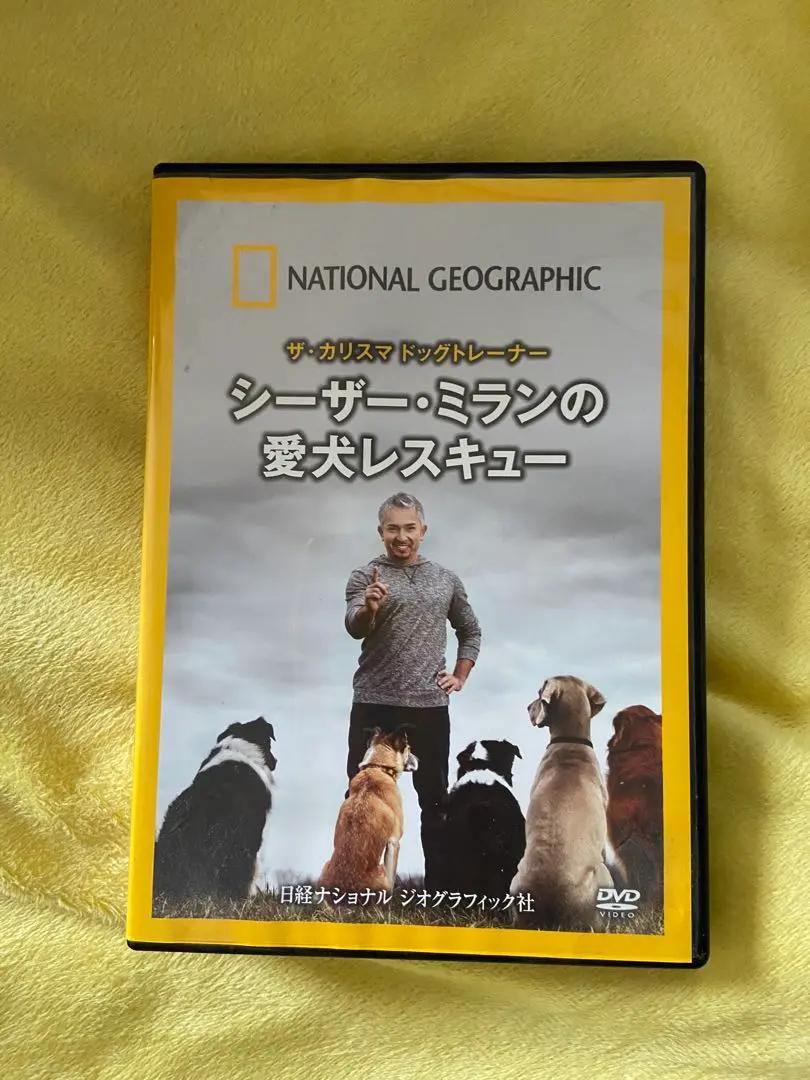 NATIONAL GEOGRAPHIC
ザ・カリスマ ドッグトレーナー
シーザー・ミランの
愛犬レスキュー
日経ナショナル ジオグラフィック社
DVD
VIDEO